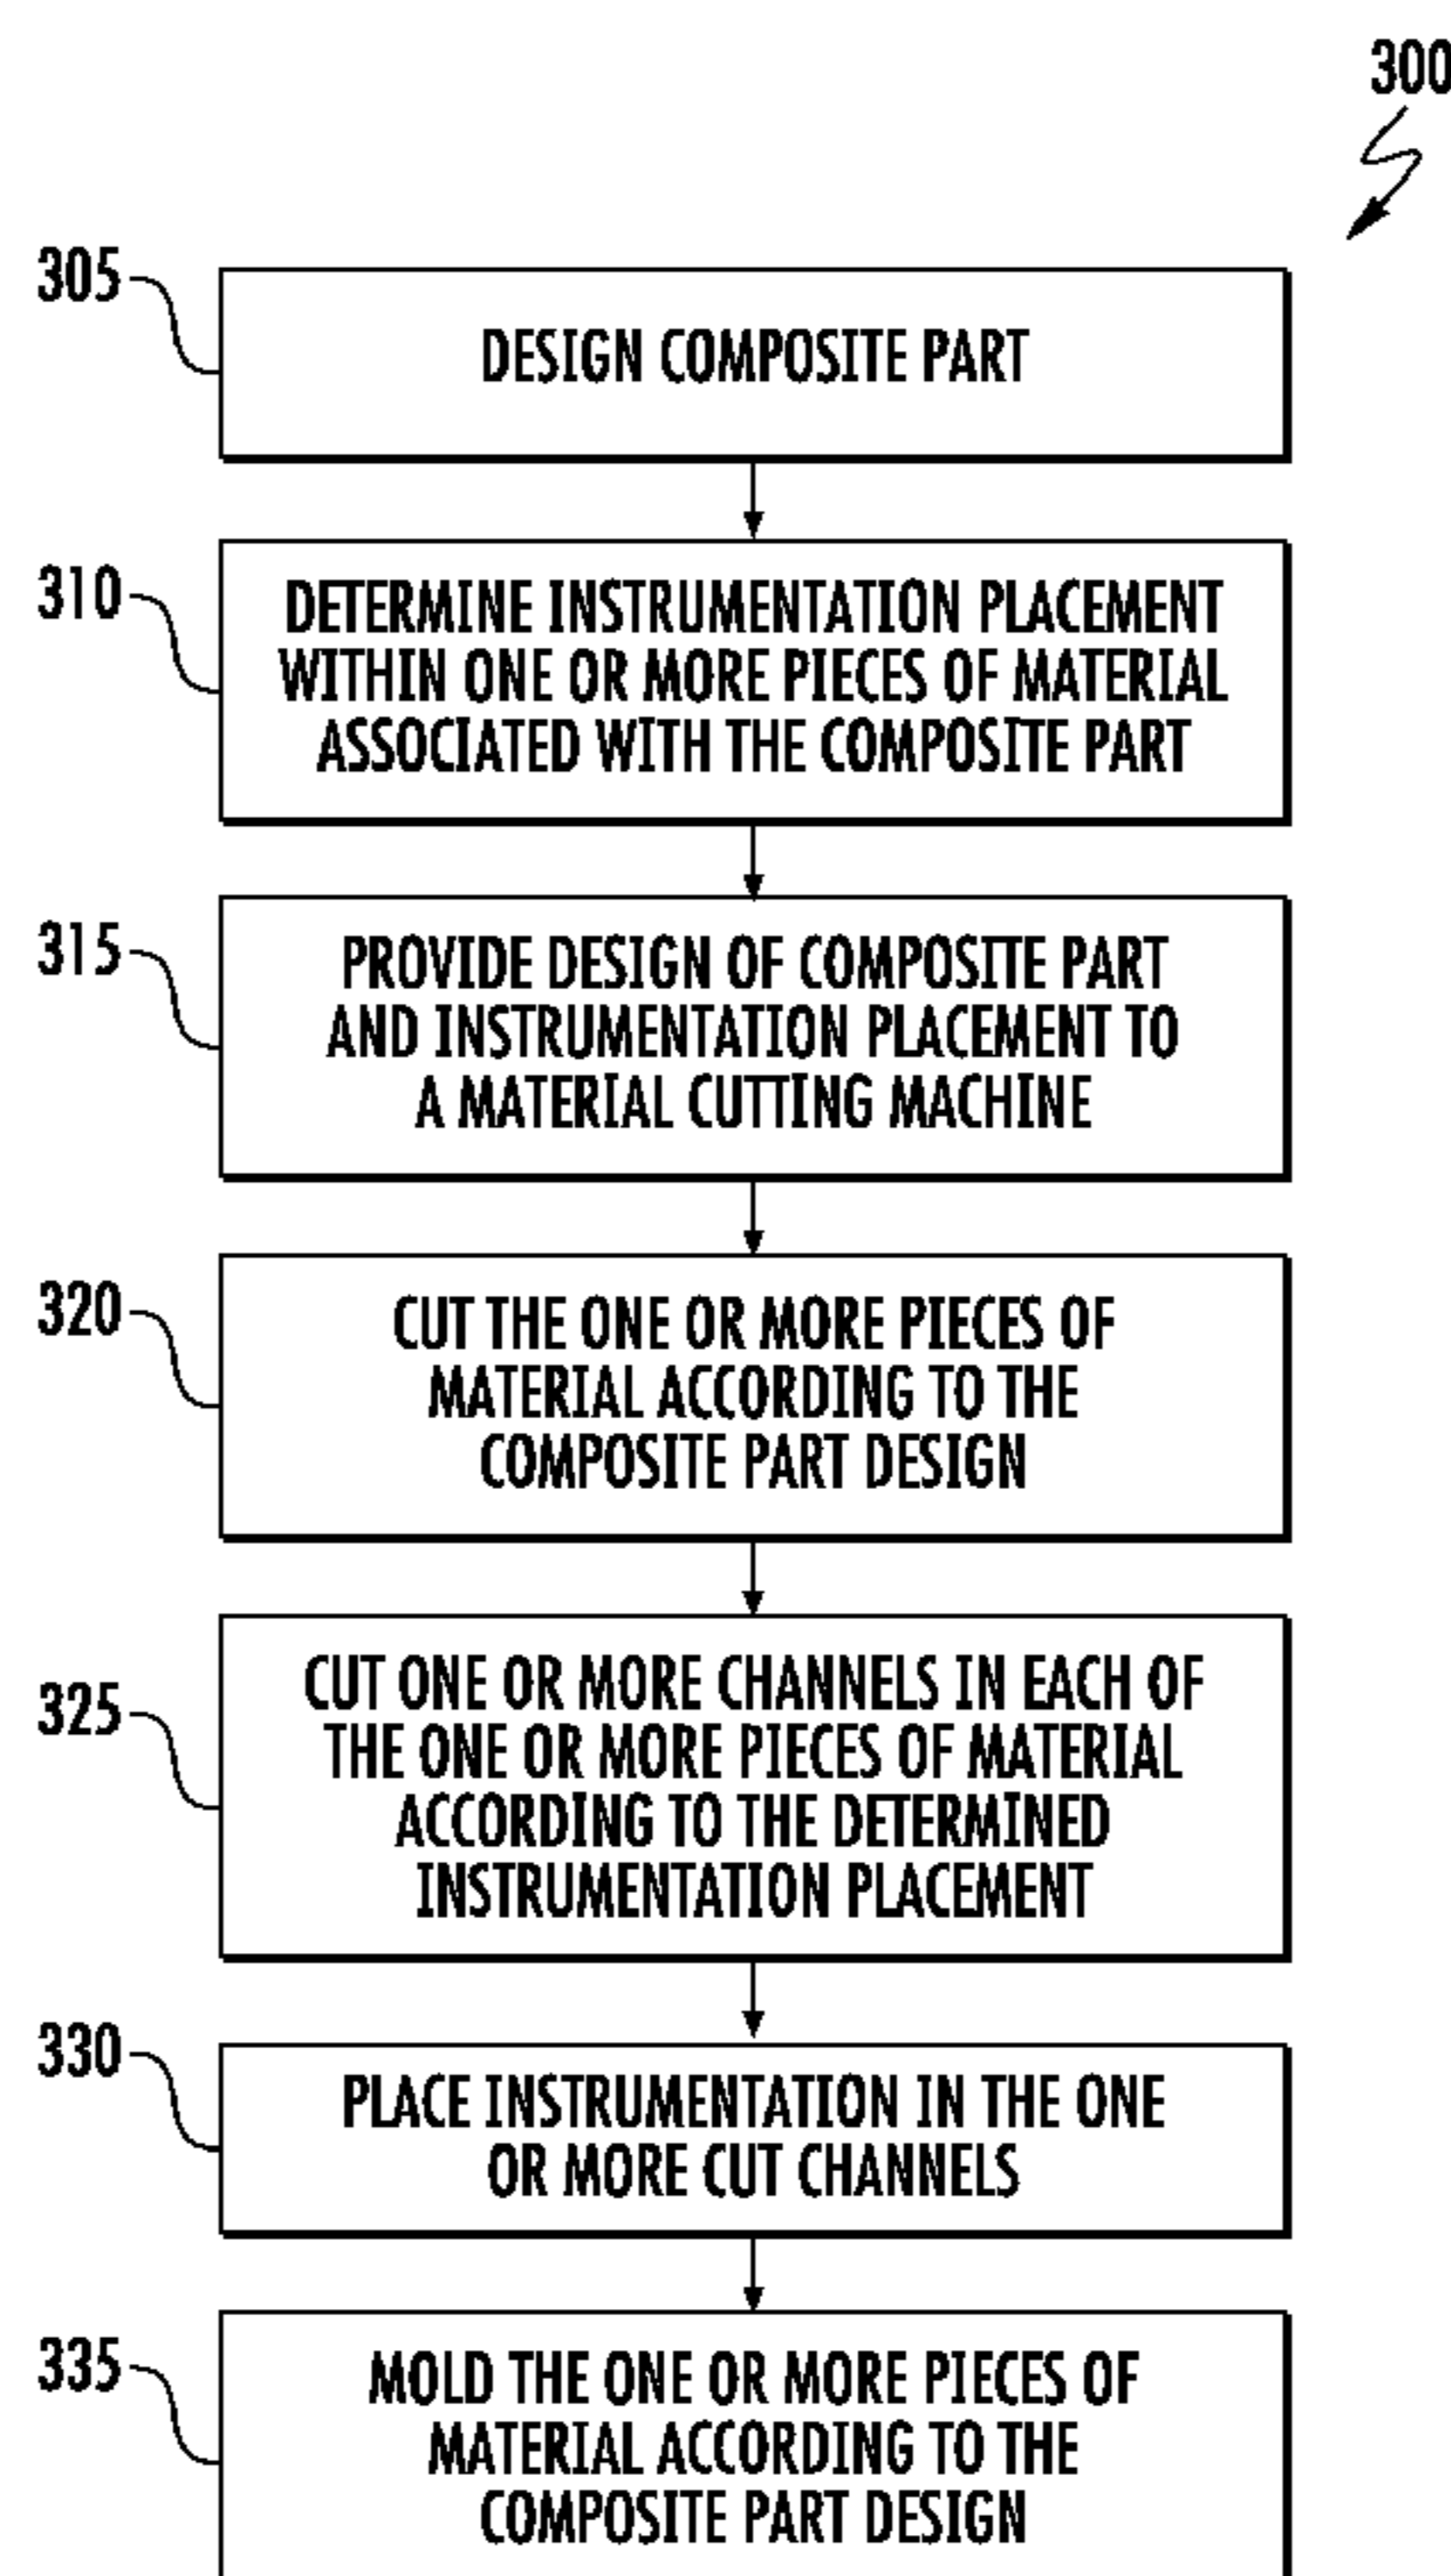 300
305
DESIGN COMPOSITE PART
310
DETERMINE INSTRUMENTATION PLACEMENT
WITHIN ONE OR MORE PIECES OF MATERIAL
ASSOCIATED WITH THE COMPOSITE PART
315
PROVIDE DESIGN OF COMPOSITE PART
AND INSTRUMENTATION PLACEMENT TO
A MATERIAL CUTTING MACHINE
320
CUT THE ONE OR MORE PIECES OF
MATERIAL ACCORDING TO THE
COMPOSITE PART DESIGN
325
CUT ONE OR MORE CHANNELS IN EACH OF
THE ONE OR MORE PIECES OF MATERIAL
ACCORDING TO THE DETERMINED
INSTRUMENTATION PLACEMENT
330
PLACE INSTRUMENTATION IN THE ONE
OR MORE CUT CHANNELS
335
MOLD THE ONE OR MORE PIECES OF
MATERIAL ACCORDING TO THE
COMPOSITE PART DESIGN